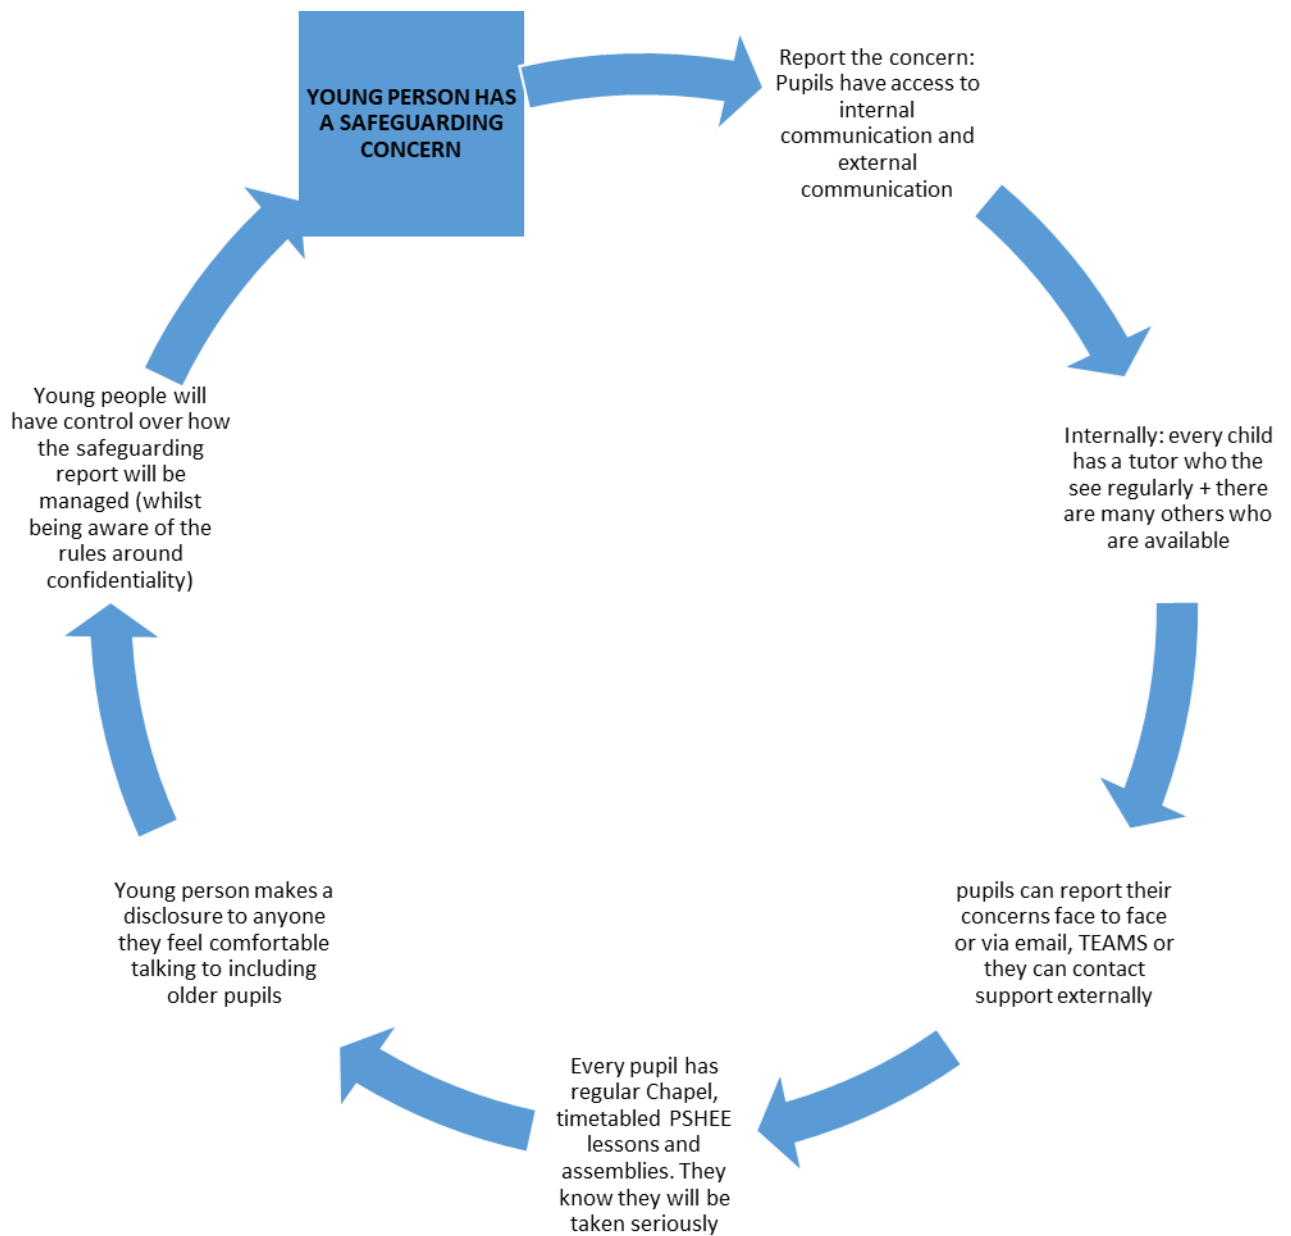 YOUNG PERSON HAS
A SAFEGUARDING
CONCERN
Report the concern:
Pupils have access to
internal
communication and
external
communication
Internally: every child
has a tutor who the
see regularly + there
are many others who
are available
pupils can report their
concerns face to face
or via email, TEAMS or
they can contact
support externally
Every pupil has
regular Chapel,
timetabled PSHEE
lessons and
assemblies. They
know they will be
taken seriously
Young person makes a
disclosure to anyone
they feel comfortable
talking to including
older pupils
Young people will
have control over how
the safeguarding
report will be
managed (whilst
being aware of the
rules around
confidentiality)